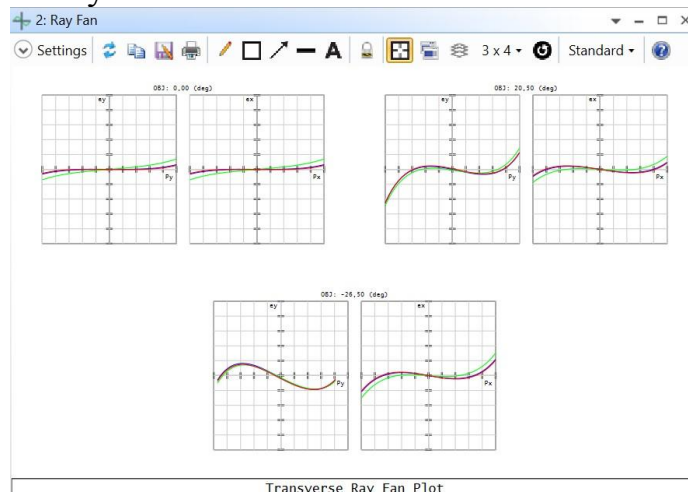 2: Ray Fan
Settings
A
3 x 4
Standard
OBJ: 0,00 (deg)
OBJ: 20,50 (deg)
ey
ex
ey
ex
Py
Px
Py
Px
OBJ: -26,50 (deg)
ey
ex
Py
Px
Transverse Ray Fan Plot